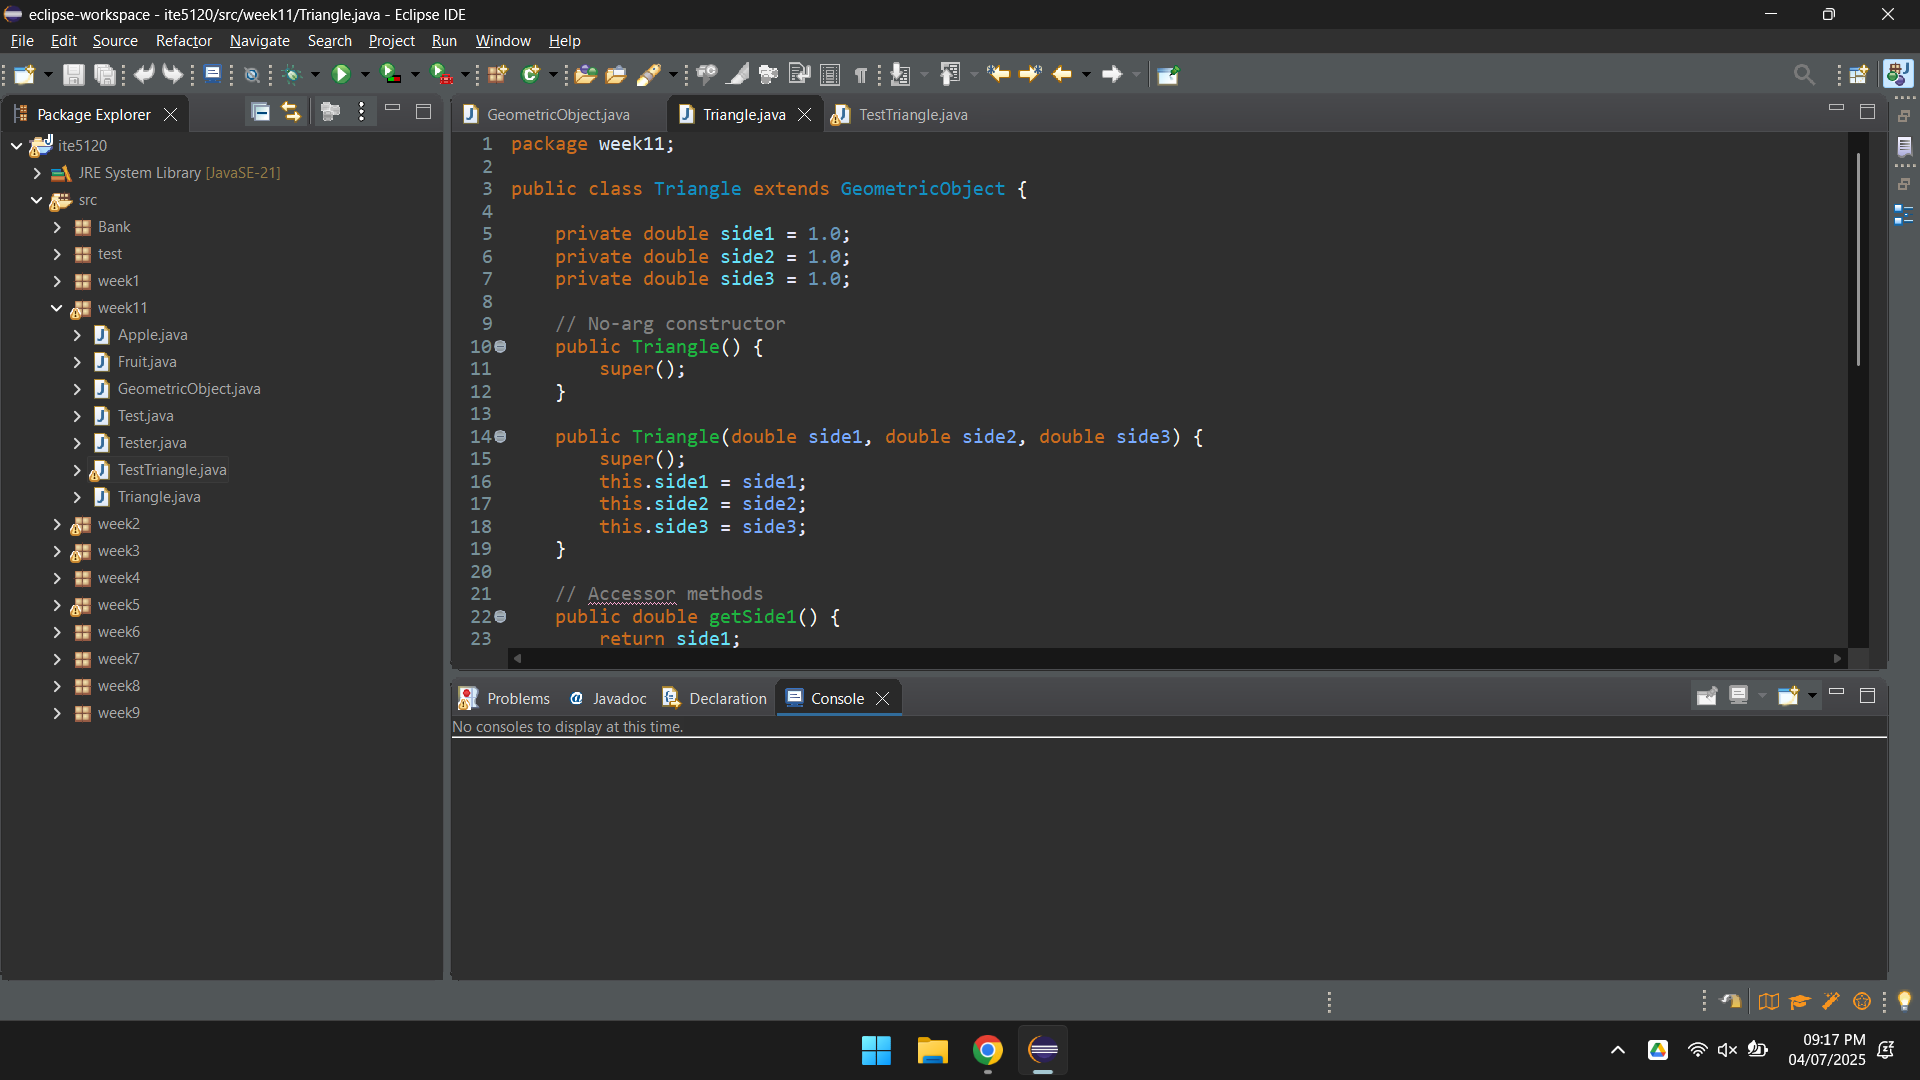 eclipse-workspace - ite5120/src/week11/Triangle.java - Eclipse IDE
File Edit Source Refactor Navigate Search Project Run Window Help
Package Explorer
ite5120
JRE System Library [JavaSE-21]
src
Bank
test
week1
week11
Apple.java
Fruit.java
GeometricObject.java
Test.java
Tester.java
TestTriangle.java
Triangle.java
week2
week3
week4
week5
week6
week7
week8
week9
GeometricObject.java Triangle.java TestTriangle.java
1 package week11;
2
3 public class Triangle extends GeometricObject {
4
5 private double side1 = 1.0;
6 private double side2 = 1.0;
7 private double side3 = 1.0;
8
9 // No-arg constructor
10 public Triangle() {
11 super();
12 }
13
14 public Triangle(double side1, double side2, double side3) {
15 super();
16 this.side1 = side1;
17 this.side2 = side2;
18 this.side3 = side3;
19 }
20
21 // Accessor methods
22 public double getSide1() {
23 return side1;
Problems @ Javadoc Declaration Console
No consoles to display at this time.
09:17 PM
04/07/2025